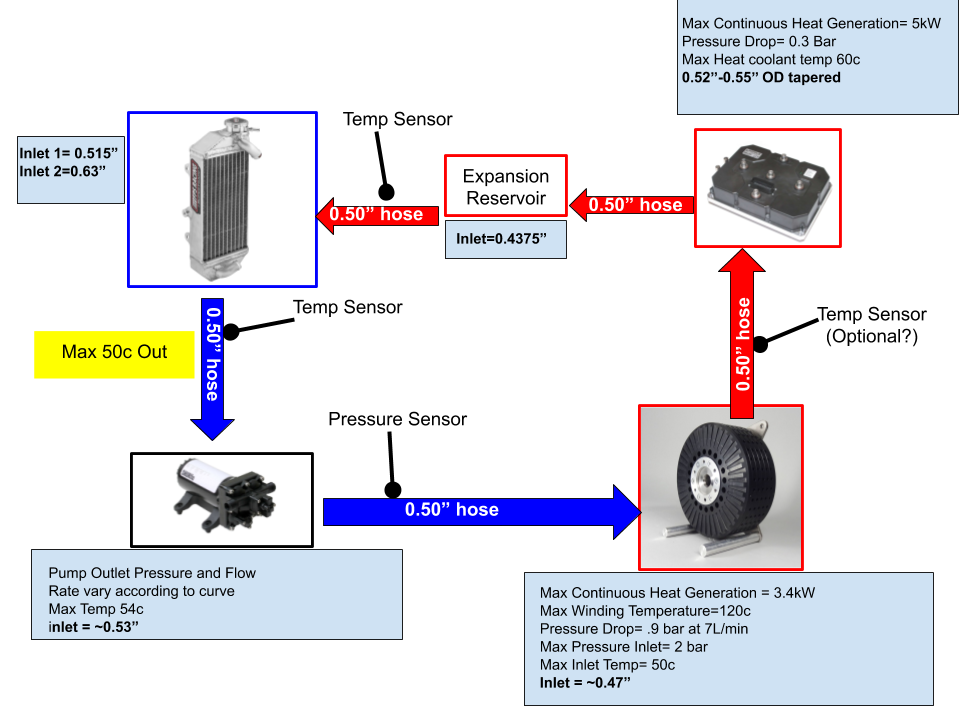 Max Continuous Heat Generation= 5kW
Pressure Drop= 0.3 Bar
Max Heat coolant temp 60c
0.52”-0.55” OD tapered
Temp Sensor
Inlet 1= 0.515”
Inlet 2=0.63”
Expansion
Reservoir
0.50” hose
0.50” hose
Inlet=0.4375”
Temp Sensor
0.50” hose
Max 50c Out
0.50” hose
Temp Sensor
(Optional?)
Pressure Sensor
0.50” hose
Pump Outlet Pressure and Flow
Rate vary according to curve
Max Temp 54c
inlet = ~0.53”
Max Continuous Heat Generation = 3.4kW
Max Winding Temperature=120c
Pressure Drop= .9 bar at 7L/min
Max Pressure Inlet= 2 bar
Max Inlet Temp= 50c
Inlet = ~0.47”